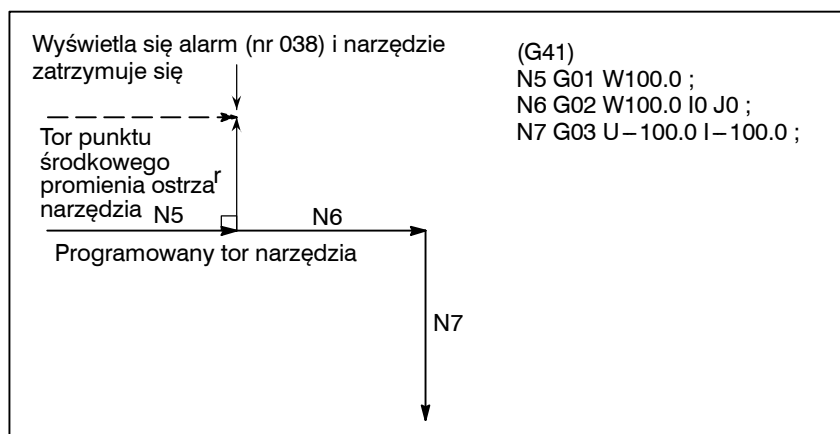 Wyświetla się alarm (nr 038) i narzędzie
zatrzymuje się
(G41)
N5 G01 W100.0 ;
N6 G02 W100.0 I0 J0 ;
N7 G03 U−100.0 I−100.0 ;
Tor punktu
środkowego
promienia ostrza
narzędzia
r
N5
N6
Programowany tor narzędzia
N7